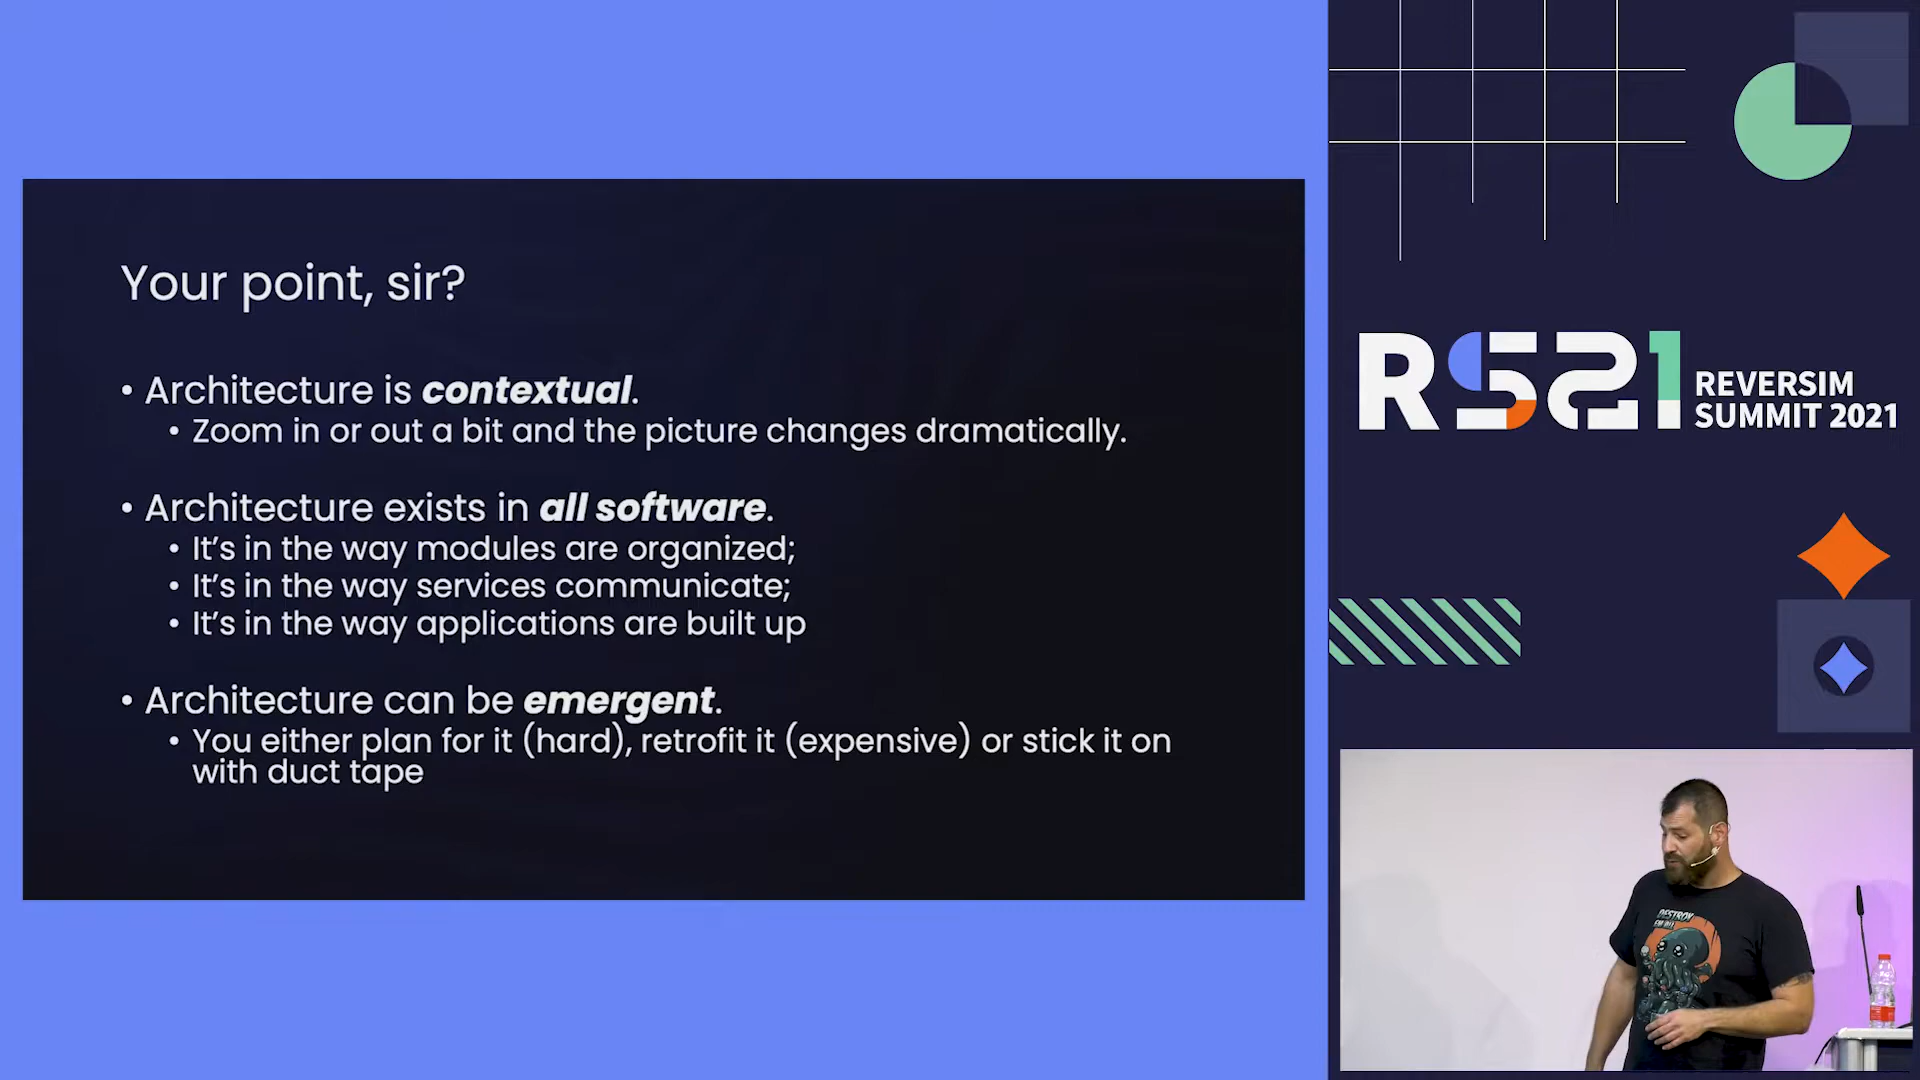 Your point, sir?
• Architecture is contextual.
• Zoom in or out a bit and the picture changes dramatically.
• Architecture exists in all software.
• It's in the way modules are organized;
• It's in the way services communicate;
• It's in the way applications are built up
• Architecture can be emergent.
• You either plan for it (hard), retrofit it (expensive) or stick it on
with duct tape
RS21
REVERSIM
SUMMIT 2021
DESTROY
EM ALL